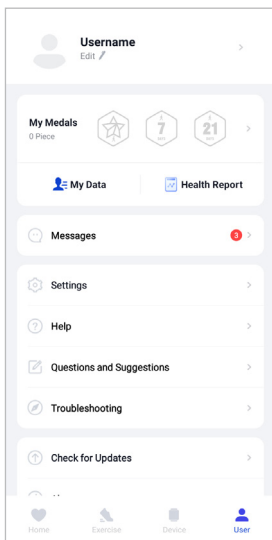 Username
Edit
My Medals
0 Piece
7
21
My Data
Health Report
Messages
3
Settings
Help
Questions and Suggestions
Troubleshooting
Check for Updates
Home
Exercise
Device
User